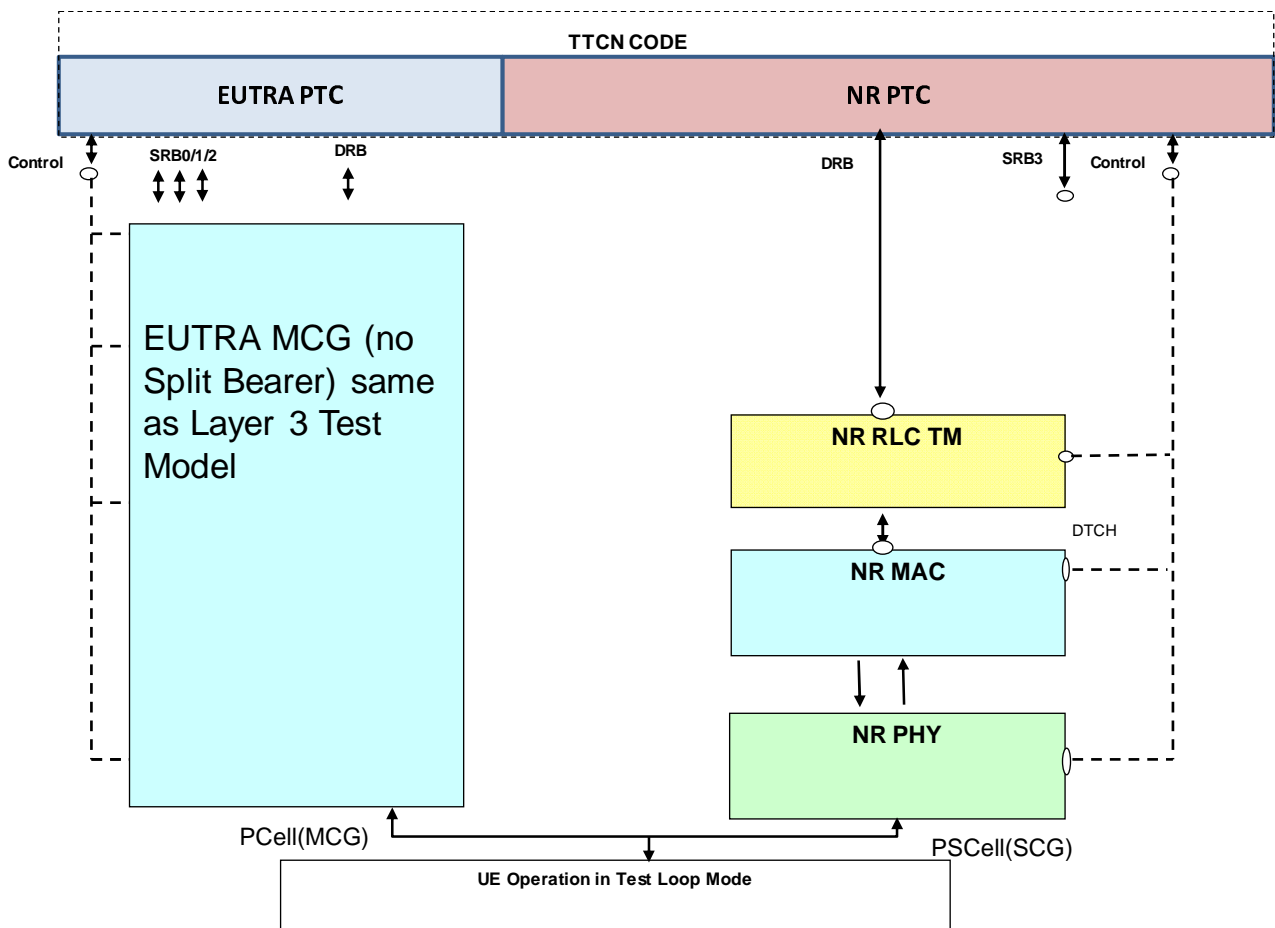 TTCN CODE
EUTRA PTC
NR PTC
Control
SRB0/1/2
DRB
DRB
SRB3
Control
EUTRA MCG (no
Split Bearer) same
as Layer 3 Test
Model
NR RLC TM
DTCH
NR MAC
NR PHY
PCell(MCG)
PSCell(SCG)
UE Operation in Test Loop Mode